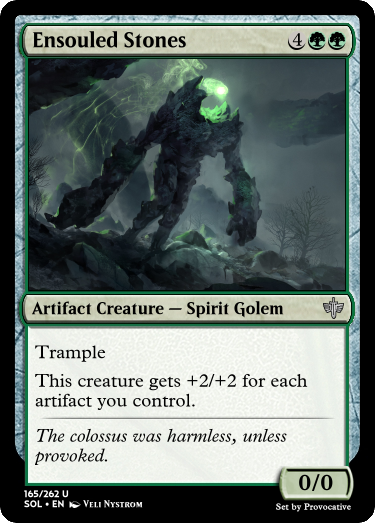 Ensouled Stones 4
Artifact Creature — Spirit Golem
Trample
This creature gets +2/+2 for each
artifact you control.
The colossus was harmless, unless
provoked.
0/0
165/262 U
SOL • EN Veli Nystrom
Set by Provocative